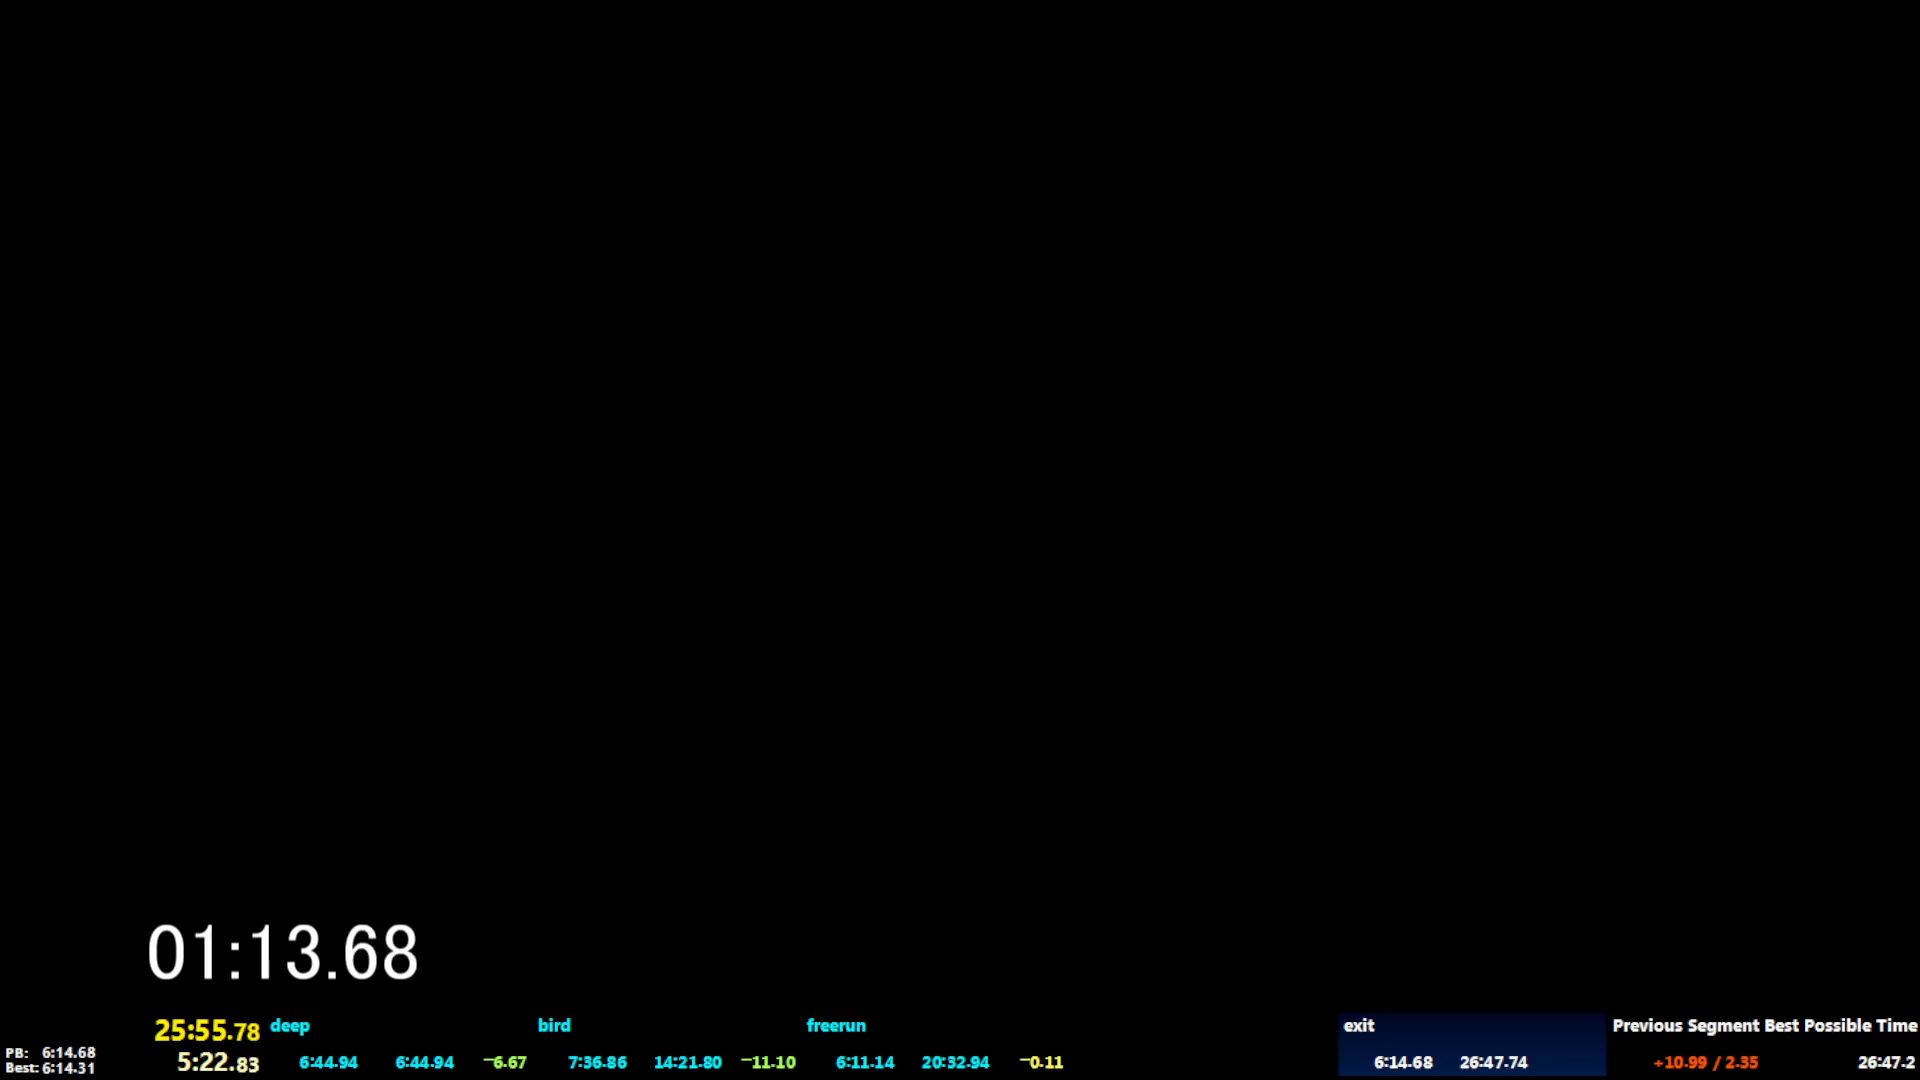 01:13.68
25:55.78 deep bird freerun exit Previous Segment Best Possible Time
PB: 6:14.68
Best: 6:14.31
5:22.83 6:44.94 6:44.94 −6.67 7:36.86 14:21.80 −11.10 6:11.14 20:32.94 −0.11 6:14.68 26:47.74 +10.99 / 2.35 26:47.2